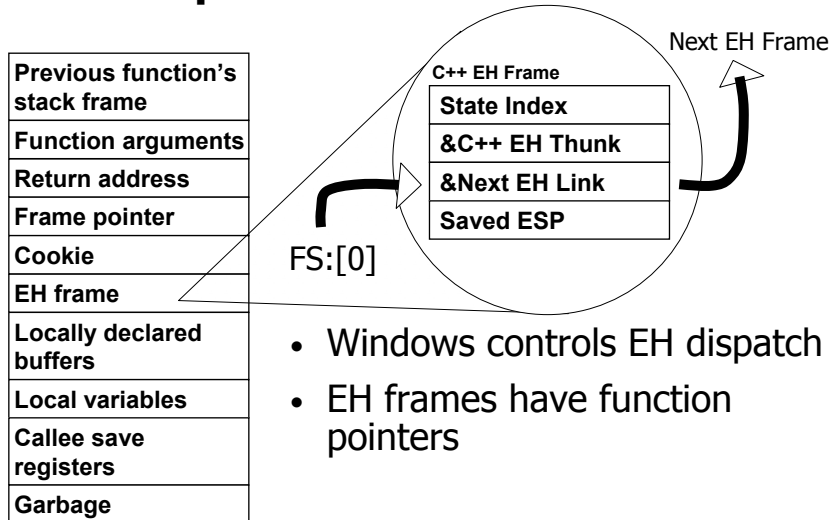 Previous function's
stack frame
Function arguments
Return address
Frame pointer
Cookie
EH frame
Locally declared
buffers
Local variables
Callee save
registers
Garbage
Next EH Frame
C++ EH Frame
State Index
&C++ EH Thunk
&Next EH Link
Saved ESP
FS:[0]
• Windows controls EH dispatch
• EH frames have function
pointers